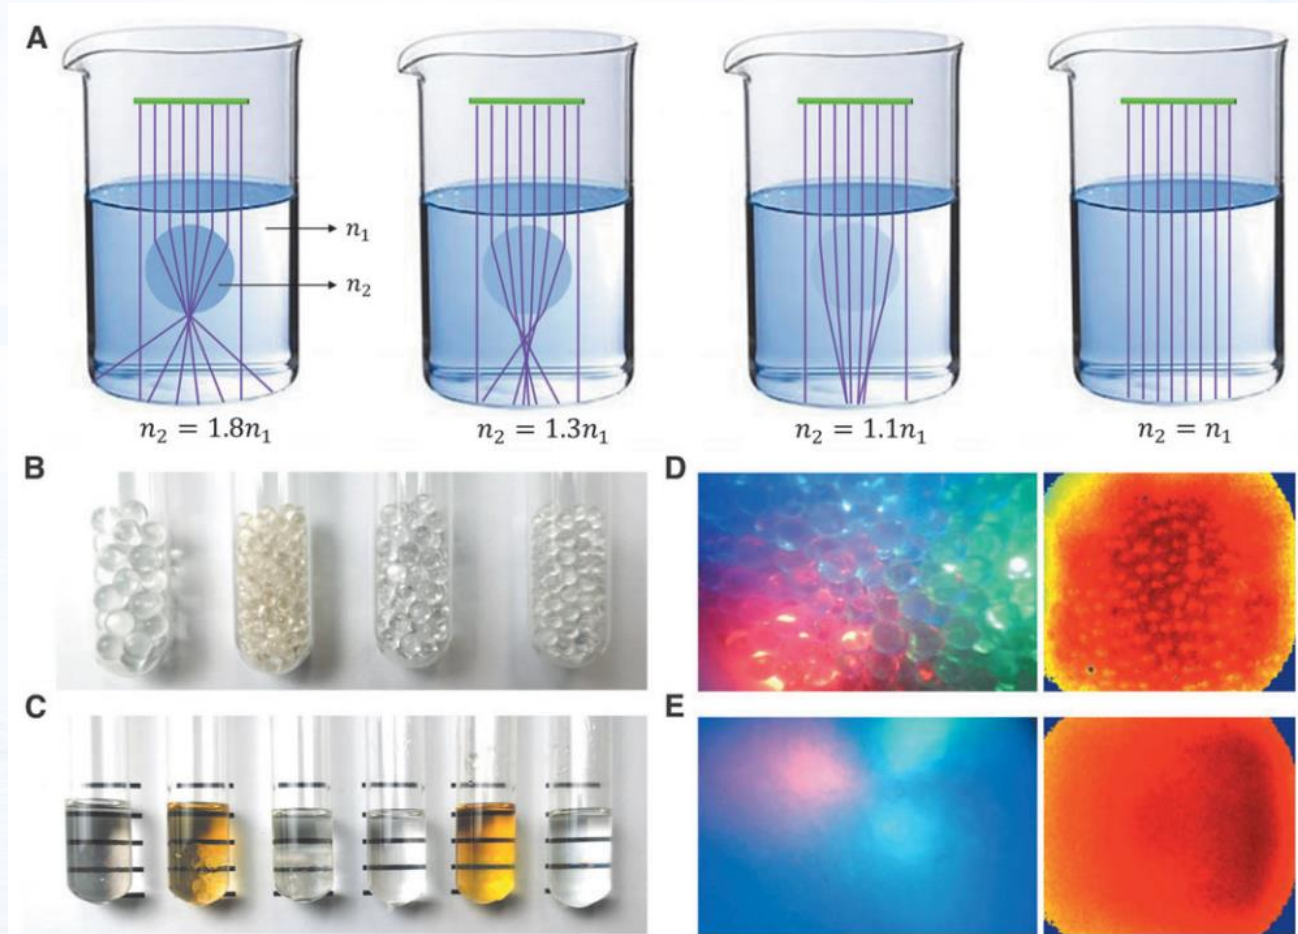 A
n₁
n₂
n₂ = 1.8n₁
n₂ = 1.3n₁
n₂ = 1.1n₁
n₂ = n₁
B
D
C
E